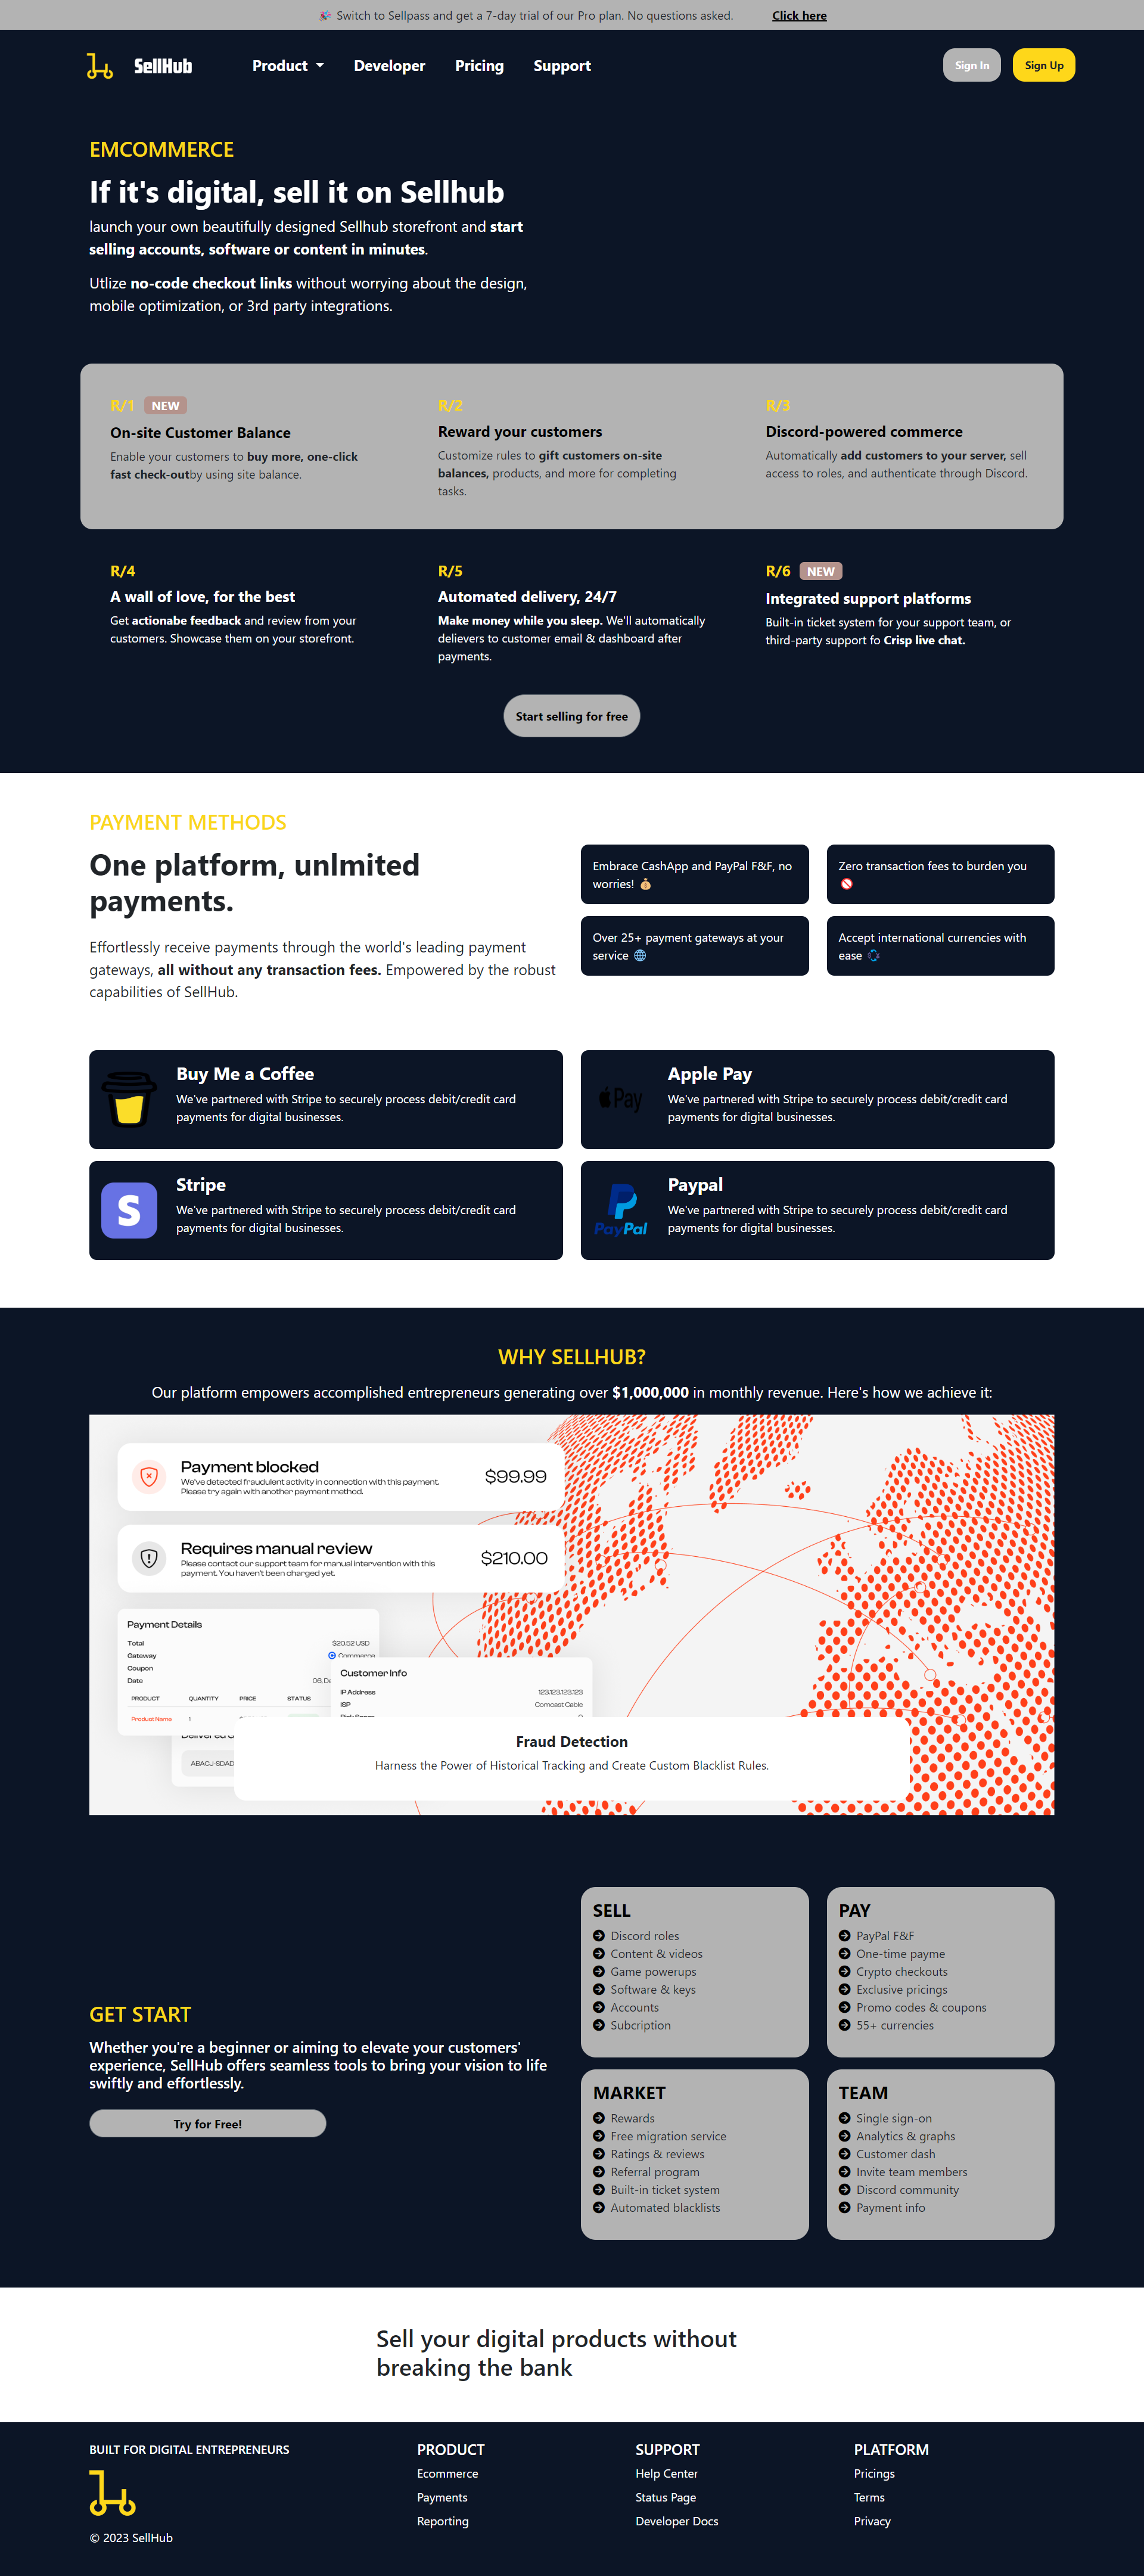 🎉 Switch to Sellpass and get a 7-day trial of our Pro plan. No questions asked. Click here
SellHub Product Developer Pricing Support Sign In Sign Up
EMCOMMERCE
If it's digital, sell it on Sellhub
launch your own beautifully designed Sellhub storefront and start
selling accounts, software or content in minutes.
Utlize no-code checkout links without worrying about the design,
mobile optimization, or 3rd party integrations.
R/1 NEW
On-site Customer Balance
Enable your customers to buy more, one-click
fast check-outby using site balance.
R/2
Reward your customers
Customize rules to gift customers on-site
balances, products, and more for completing
tasks.
R/3
Discord-powered commerce
Automatically add customers to your server, sell
access to roles, and authenticate through Discord.
R/4
A wall of love, for the best
Get actionabe feedback and review from your
customers. Showcase them on your storefront.
R/5
Automated delivery, 24/7
Make money while you sleep. We'll automatically
delievers to customer email & dashboard after
payments.
R/6 NEW
Integrated support platforms
Built-in ticket system for your support team, or
third-party support fo Crisp live chat.
Start selling for free
PAYMENT METHODS
One platform, unlmited
payments.
Effortlessly receive payments through the world's leading payment
gateways, all without any transaction fees. Empowered by the robust
capabilities of SellHub.
Embrace CashApp and PayPal F&F, no
worries! 💰
Zero transaction fees to burden you
🚫
Over 25+ payment gateways at your
service 🌐
Accept international currencies with
ease 💱
Buy Me a Coffee
We've partnered with Stripe to securely process debit/credit card
payments for digital businesses.
Pay
Apple Pay
We've partnered with Stripe to securely process debit/credit card
payments for digital businesses.
S
Stripe
We've partnered with Stripe to securely process debit/credit card
payments for digital businesses.
PayPal
Paypal
We've partnered with Stripe to securely process debit/credit card
payments for digital businesses.
WHY SELLHUB?
Our platform empowers accomplished entrepreneurs generating over $1,000,000 in monthly revenue. Here's how we achieve it:
Payment blocked
We've detected fraudulent activity in connection with this payment.
Please try again with another payment method.
$99.99
Requires manual review
Please contact our support team for manual intervention with this
payment. You haven't been charged yet.
$210.00
Payment Details
Total $20.52 USD
Gateway Commerce
Coupon
Date 06, De
PRODUCT QUANTITY PRICE STATUS
Product Name 1
Customer Info
IP Address 123.123.123.123
ISP Comcast Cable
Risk Score 0
ABACJ-SDAD
Fraud Detection
Harness the Power of Historical Tracking and Create Custom Blacklist Rules.
GET START
Whether you're a beginner or aiming to elevate your customers'
experience, SellHub offers seamless tools to bring your vision to life
swiftly and effortlessly.
Try for Free!
SELL
Discord roles
Content & videos
Game powerups
Software & keys
Accounts
Subcription
PAY
PayPal F&F
One-time payme
Crypto checkouts
Exclusive pricings
Promo codes & coupons
55+ currencies
MARKET
Rewards
Free migration service
Ratings & reviews
Referral program
Built-in ticket system
Automated blacklists
TEAM
Single sign-on
Analytics & graphs
Customer dash
Invite team members
Discord community
Payment info
Sell your digital products without
breaking the bank
BUILT FOR DIGITAL ENTREPRENEURS
© 2023 SellHub
PRODUCT
Ecommerce
Payments
Reporting
SUPPORT
Help Center
Status Page
Developer Docs
PLATFORM
Pricings
Terms
Privacy